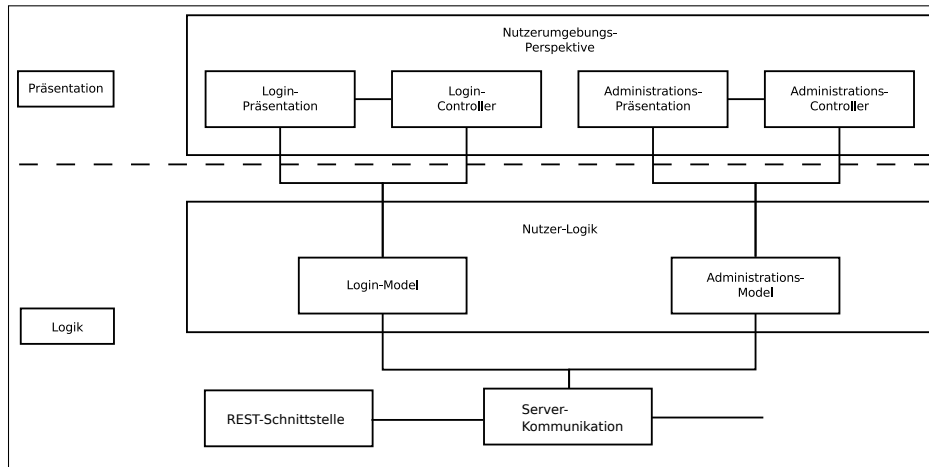 Nutzerumgebungs-
Perspektive
Präsentation
Login-
Präsentation
Login-
Controller
Administrations-
Präsentation
Administrations-
Controller
Nutzer-Logik
Login-Model
Administrations-
Model
Logik
REST-Schnittstelle
Server-
Kommunikation